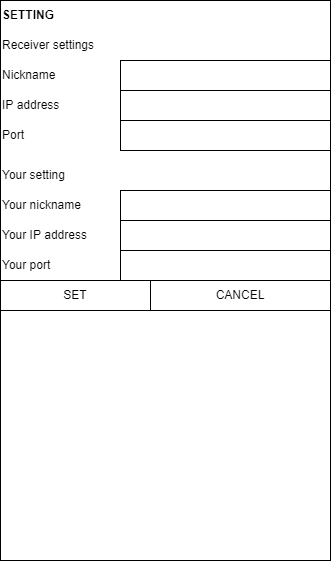 SETTING
Receiver settings
Nickname
IP address
Port
Your setting
Your nickname
Your IP address
Your port
SET CANCEL